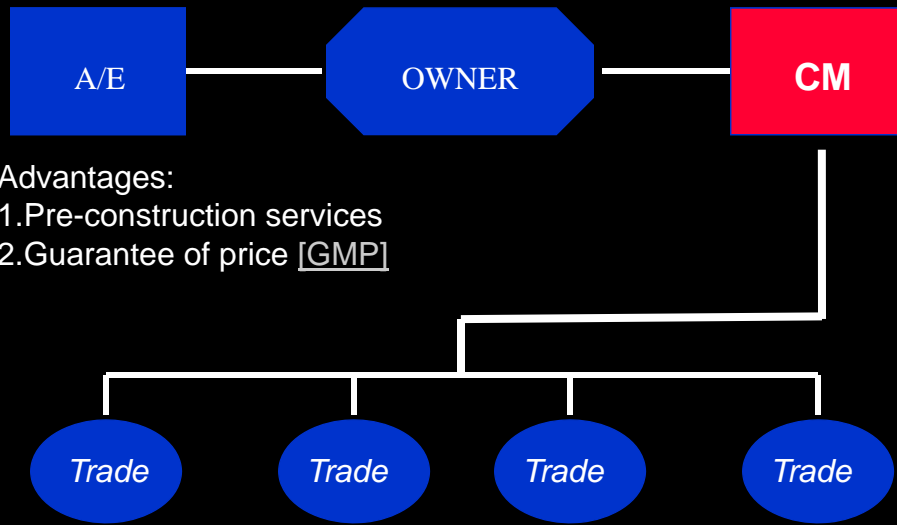 A/E
OWNER
CM
Advantages:
1.Pre-construction services
2.Guarantee of price [GMP]
Trade
Trade
Trade
Trade